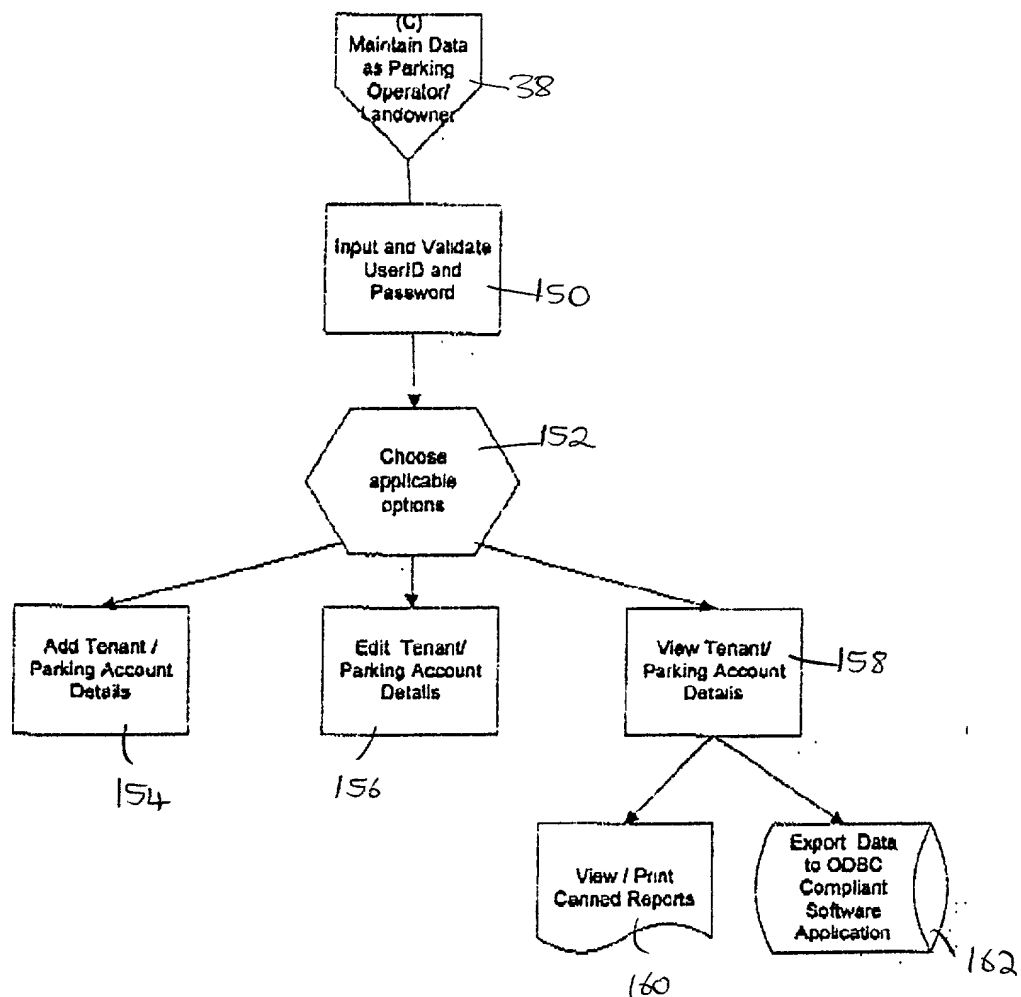 (C)
Maintain Data
as Parking
Operator/
Landowner
38
Input and Validate
UserID and
Password
150
Choose
applicable
options
152
Add Tenant /
Parking Account
Details
154
Edit Tenant/
Parking Account
Details
156
View Tenant/
Parking Account
Details
158
View / Print
Canned Reports
160
Export Data
to ODBC
Compliant
Software
Application
162